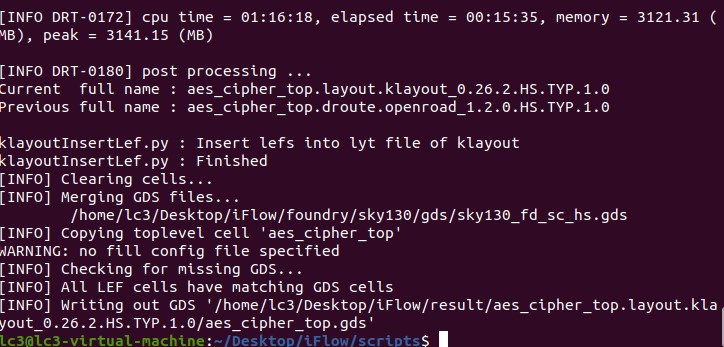 [INFO DRT-0172] cpu time = 01:16:18, elapsed time = 00:15:35, memory = 3121.31 (
MB), peak = 3141.15 (MB)
[INFO DRT-0180] post processing ...
Current  full name : aes_cipher_top.layout.klayout_0.26.2.HS.TYP.1.0
Previous full name : aes_cipher_top.droute.openroad_1.2.0.HS.TYP.1.0
klayoutInsertLef.py : Insert lefs into lyt file of klayout
klayoutInsertLef.py : Finished
[INFO] Clearing cells...
[INFO] Merging GDS files...
/home/lc3/Desktop/iFlow/foundry/sky130/gds/sky130_fd_sc_hs.gds
[INFO] Copying toplevel cell 'aes_cipher_top'
WARNING: no fill config file specified
[INFO] Checking for missing GDS...
[INFO] All LEF cells have matching GDS cells
[INFO] Writing out GDS '/home/lc3/Desktop/iFlow/result/aes_cipher_top.layout.kla
yout_0.26.2.HS.TYP.1.0/aes_cipher_top.gds'
lc3@lc3-virtual-machine:~/Desktop/iFlow/scripts$